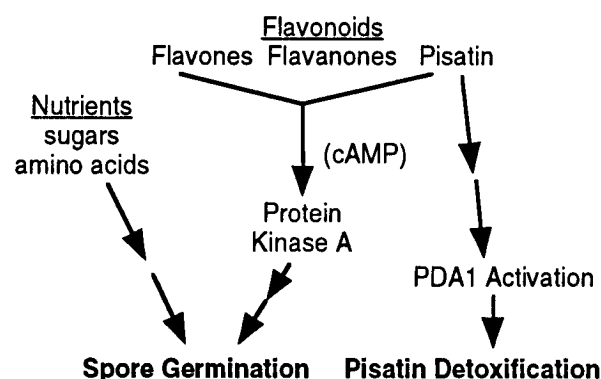 Flavonoids
Flavones Flavanones Pisatin
Nutrients
sugars
amino acids
(cAMP)
Protein
Kinase A
PDA1 Activation
Spore Germination Pisatin Detoxification